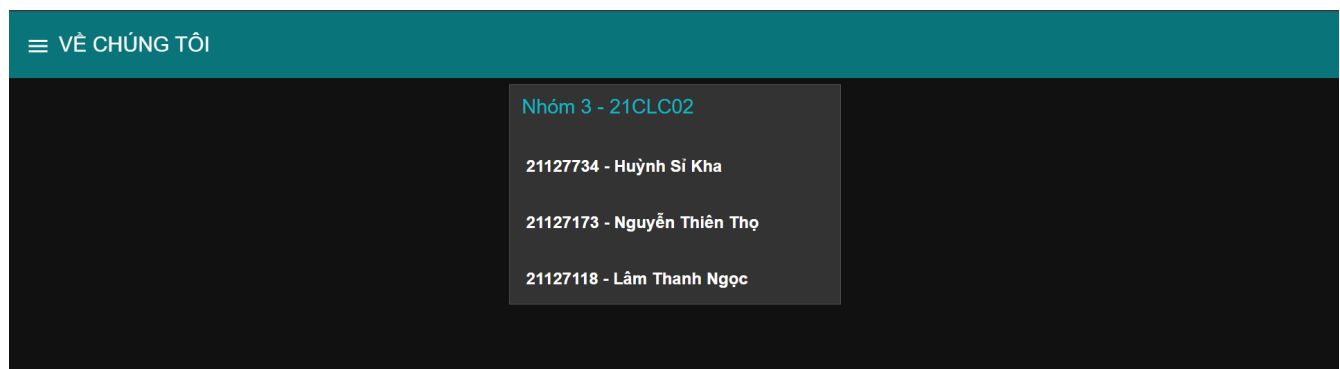 VỀ CHÚNG TÔI
Nhóm 3 - 21CLC02
21127734 - Huỳnh Sỉ Kha
21127173 - Nguyễn Thiên Thọ
21127118 - Lâm Thanh Ngọc